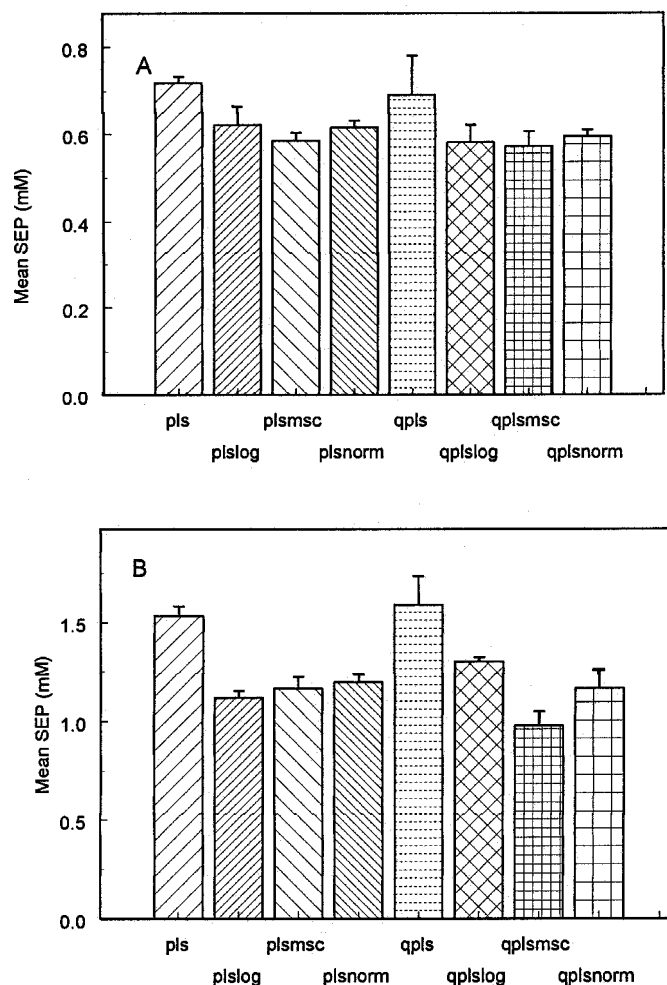 A
0.8
0.6
0.4
0.2
0.0
Mean SEP (mM)
pls plsmsc qpls qplsmsc
plslog plsnorm qplslog qplsnorm
B
1.5
1.0
0.5
0.0
Mean SEP (mM)
pls plsmsc qpls qplsmsc
plslog plsnorm qplslog qplsnorm